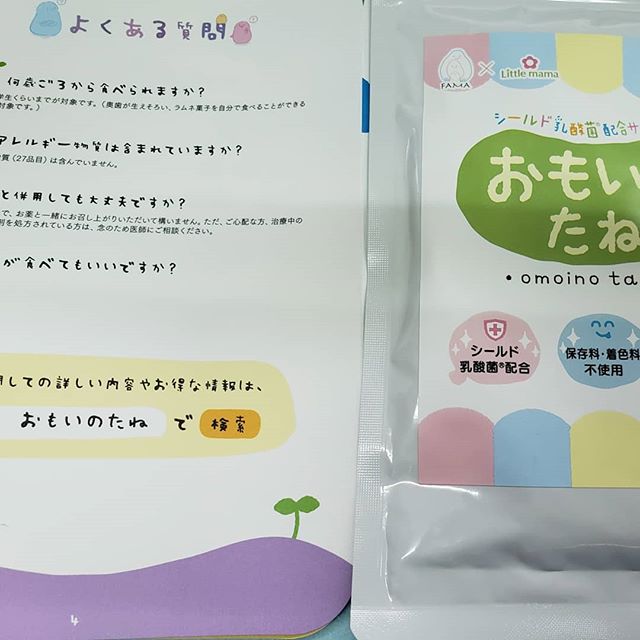 よくある質問
何歳ごろから食べられますか?
学生くらいまでが対象です。(奥歯が生えそろい、ラムネ菓子を自分で食べることができる
対象です。)
アレルギー物質は含まれていますか?
質(27品目)は含んでいません。
と併用しても大丈夫ですか?
で、お薬と一緒にお召し上がりいただいて構いません。ただ、ご心配な方、治療中の
剤を処方されている方は、念のため医師にご相談ください。
が食べてもいいですか?
しての詳しい内容やお得な情報は、
おもいのたね で 検索
4
FAMA × Little mama
シールド乳酸菌®配合サ
おもい
たね
・omoino ta
シールド
乳酸菌®配合
保存料・着色料
不使用